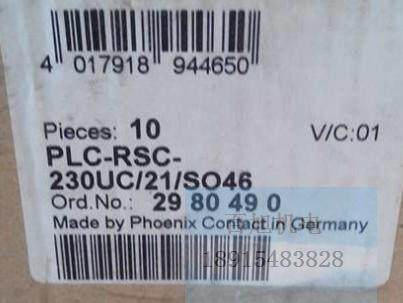 4 017918 944650
Pieces: 10 V/C:01
PLC-RSC-
230UC/21/SO46
Ord.No.: 29 80 49 0
Made by Phoenix Contact in Germany
18915483828